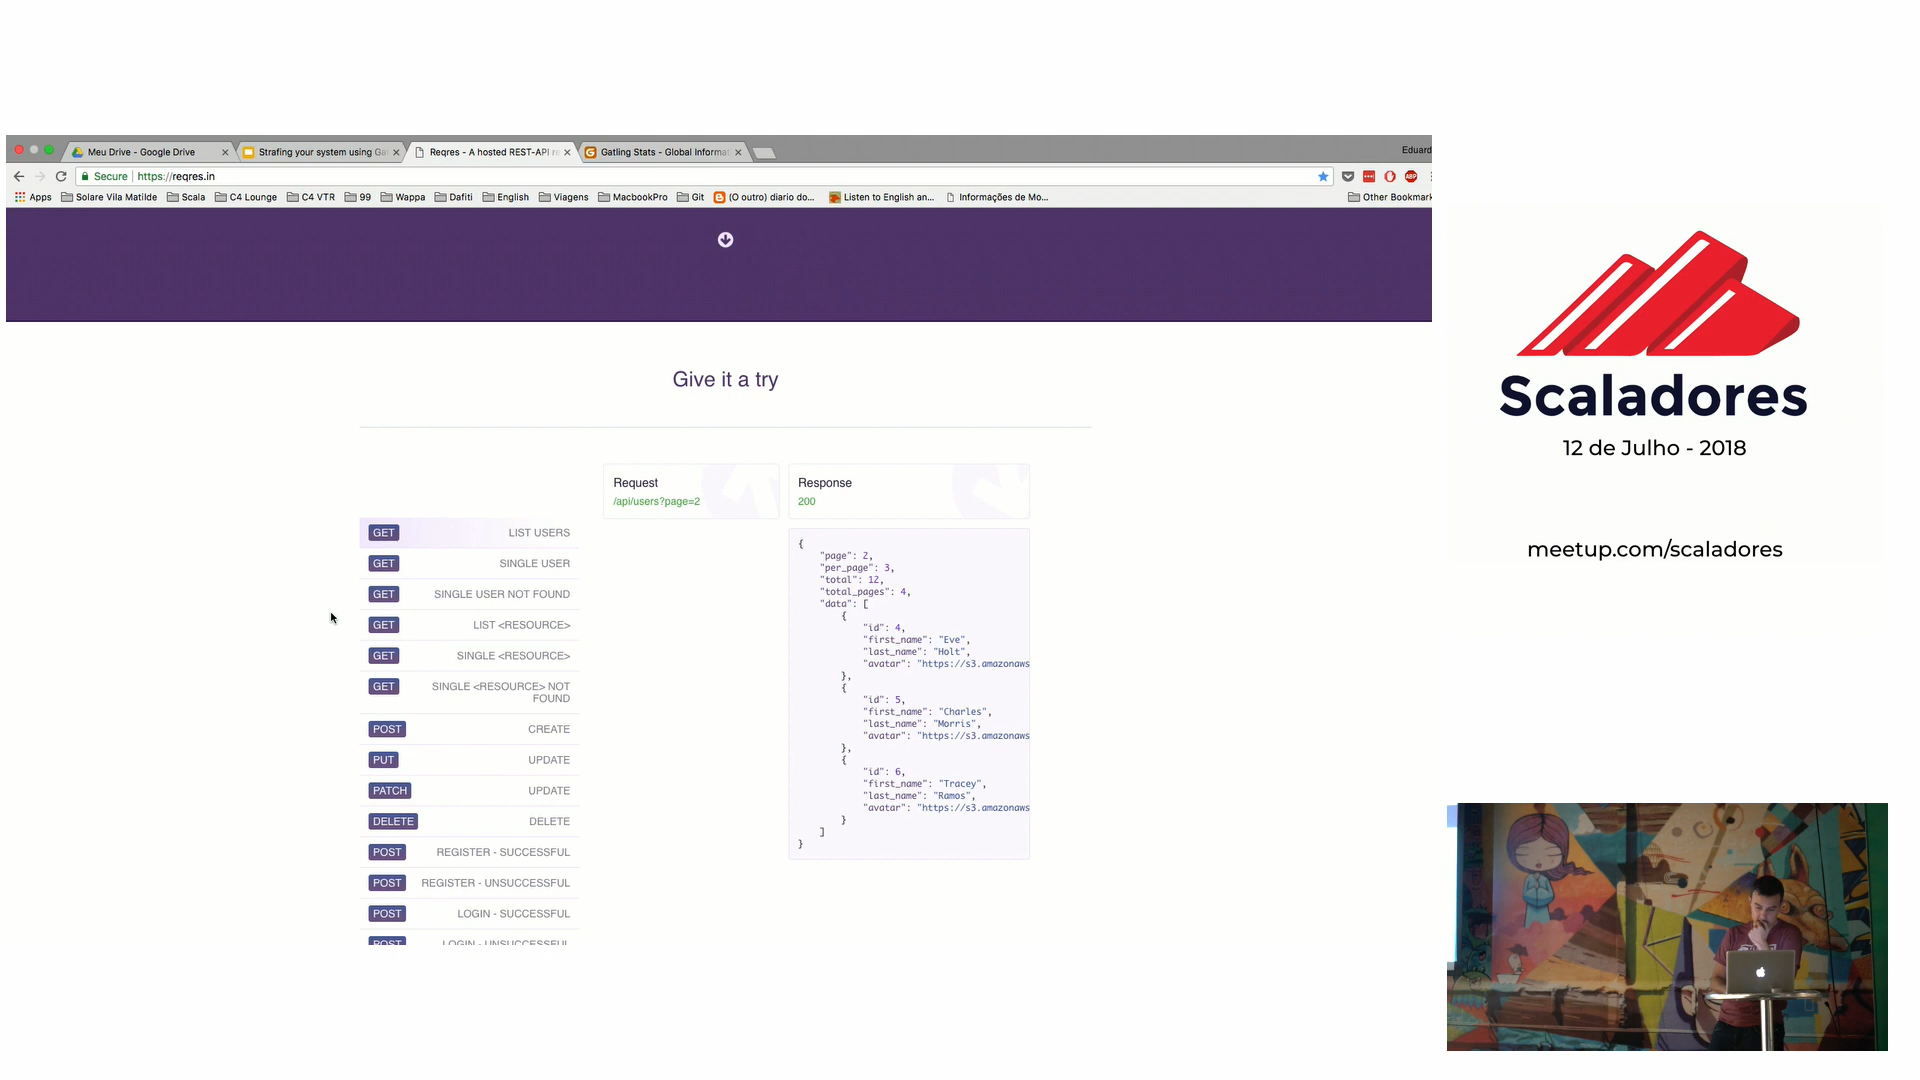 Meu Drive - Google Drive
Strafing your system using Ga
Reqres - A hosted REST-API re
Gatling Stats - Global Informat
Eduard
Secure
https://reqres.in
Apps
Solare Vila Matilde
Scala
C4 Lounge
C4 VTR
99
Wappa
Dafiti
English
Viagens
MacbookPro
Git
(O outro) diario do...
Listen to English an...
Informações de Mo...
Other Bookmark
Give it a try
Request
/api/users?page=2
Response
200
GET LIST USERS
GET SINGLE USER
GET SINGLE USER NOT FOUND
GET LIST <RESOURCE>
GET SINGLE <RESOURCE>
GET SINGLE <RESOURCE> NOT
FOUND
POST CREATE
PUT UPDATE
PATCH UPDATE
DELETE DELETE
POST REGISTER - SUCCESSFUL
POST REGISTER - UNSUCCESSFUL
POST LOGIN - SUCCESSFUL
POST LOGIN - UNSUCCESSFUL
{
"page": 2,
"per_page": 3,
"total": 12,
"total_pages": 4,
"data": [
{
"id": 4,
"first_name": "Eve",
"last_name": "Holt",
"avatar": "https://s3.amazonaws
},
{
"id": 5,
"first_name": "Charles",
"last_name": "Morris",
"avatar": "https://s3.amazonaws
},
{
"id": 6,
"first_name": "Tracey",
"last_name": "Ramos",
"avatar": "https://s3.amazonaws
}
]
}
Scaladores
12 de Julho - 2018
meetup.com/scaladores